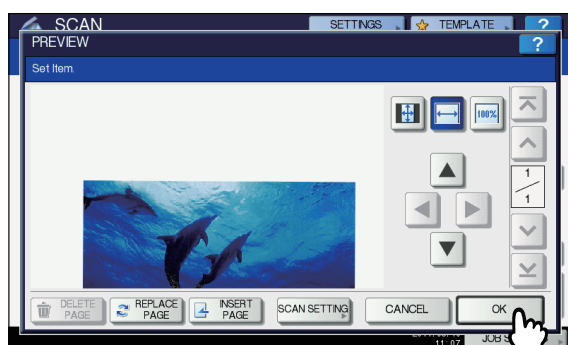 SCAN
SETTINGS
TEMPLATE
?
PREVIEW
?
Set Item.
100%
1
1
DELETE PAGE
REPLACE PAGE
INSERT PAGE
SCAN SETTING
CANCEL
OK
11:07
JOB S